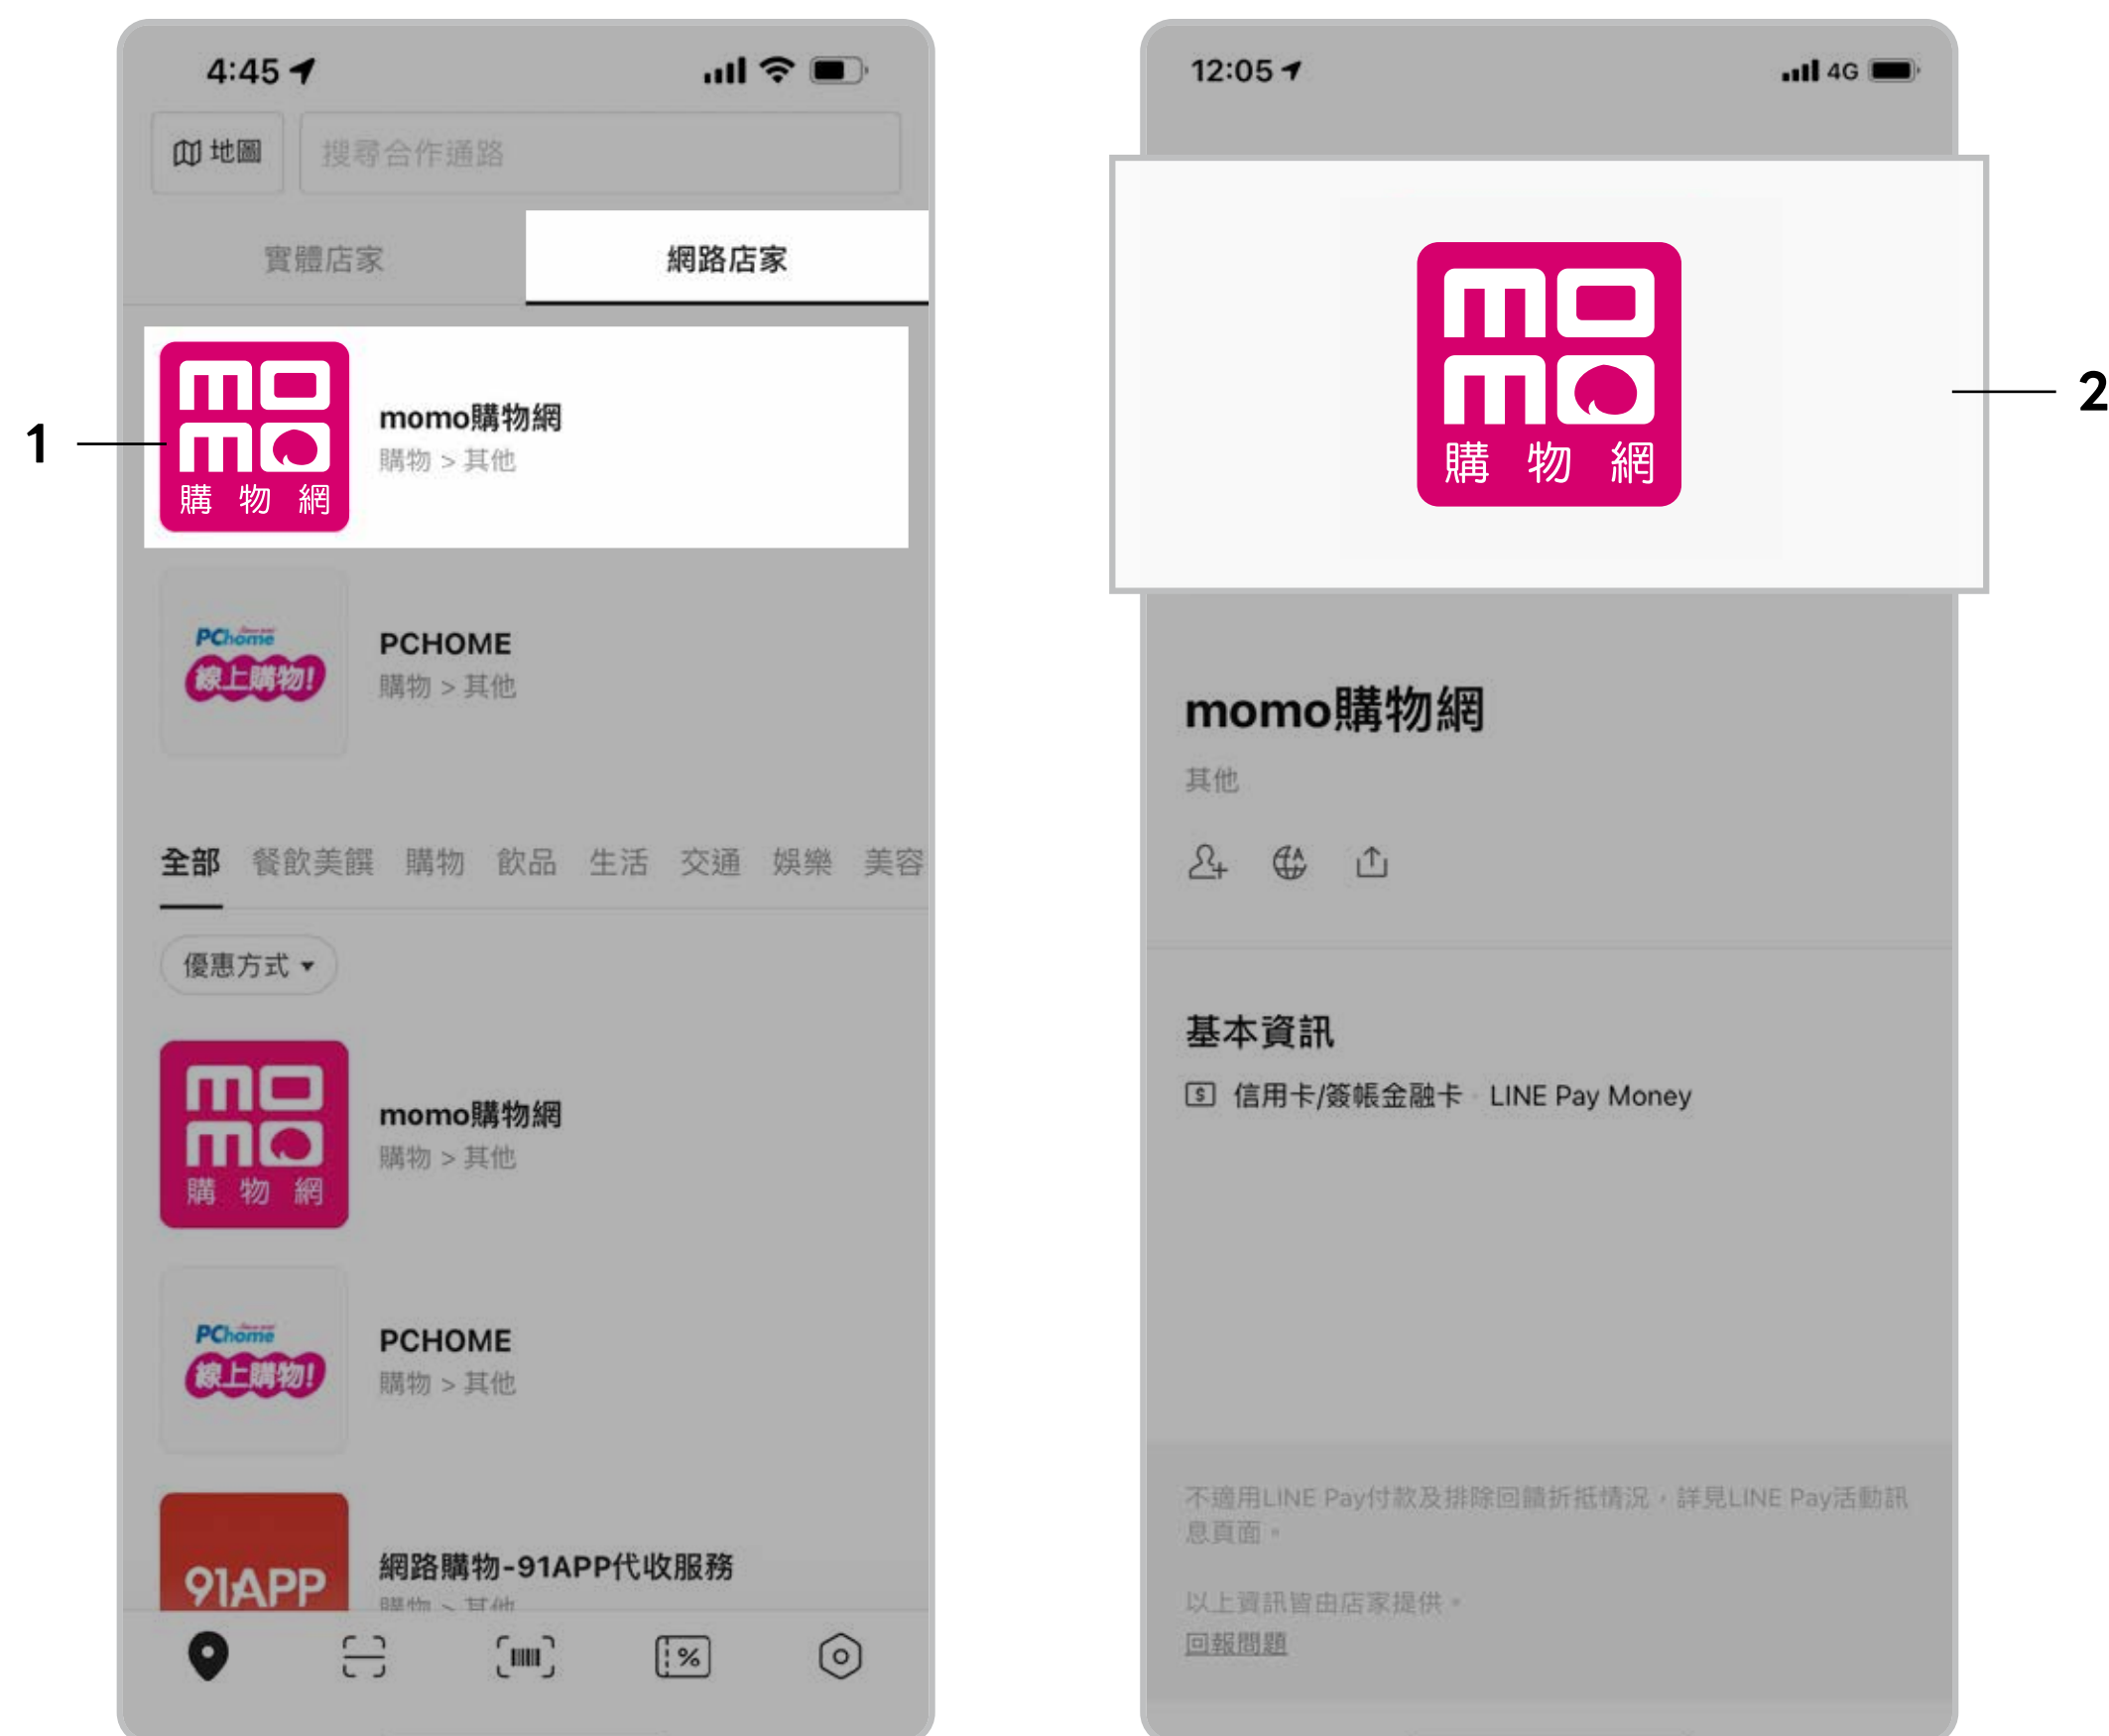 4:45
地圖
搜尋合作通路
實體店家
網路店家
1
momo
購物網
momo購物網
購物 > 其他
PChome
線上購物!
PCHOME
購物 > 其他
全部 餐飲美饌 購物 飲品 生活 交通 娛樂 美容
優惠方式
momo
購物網
momo購物網
購物 > 其他
PChome
線上購物!
PCHOME
購物 > 其他
91APP
網路購物-91APP代收服務
購物 > 其他
%
12:05
4G
momo
購物網
2
momo購物網
其他
基本資訊
$ 信用卡/簽帳金融卡 · LINE Pay Money
不適用LINE Pay付款及排除回饋折抵情況，詳見LINE Pay活動訊
息頁面。
以上資訊皆由店家提供。
回報問題